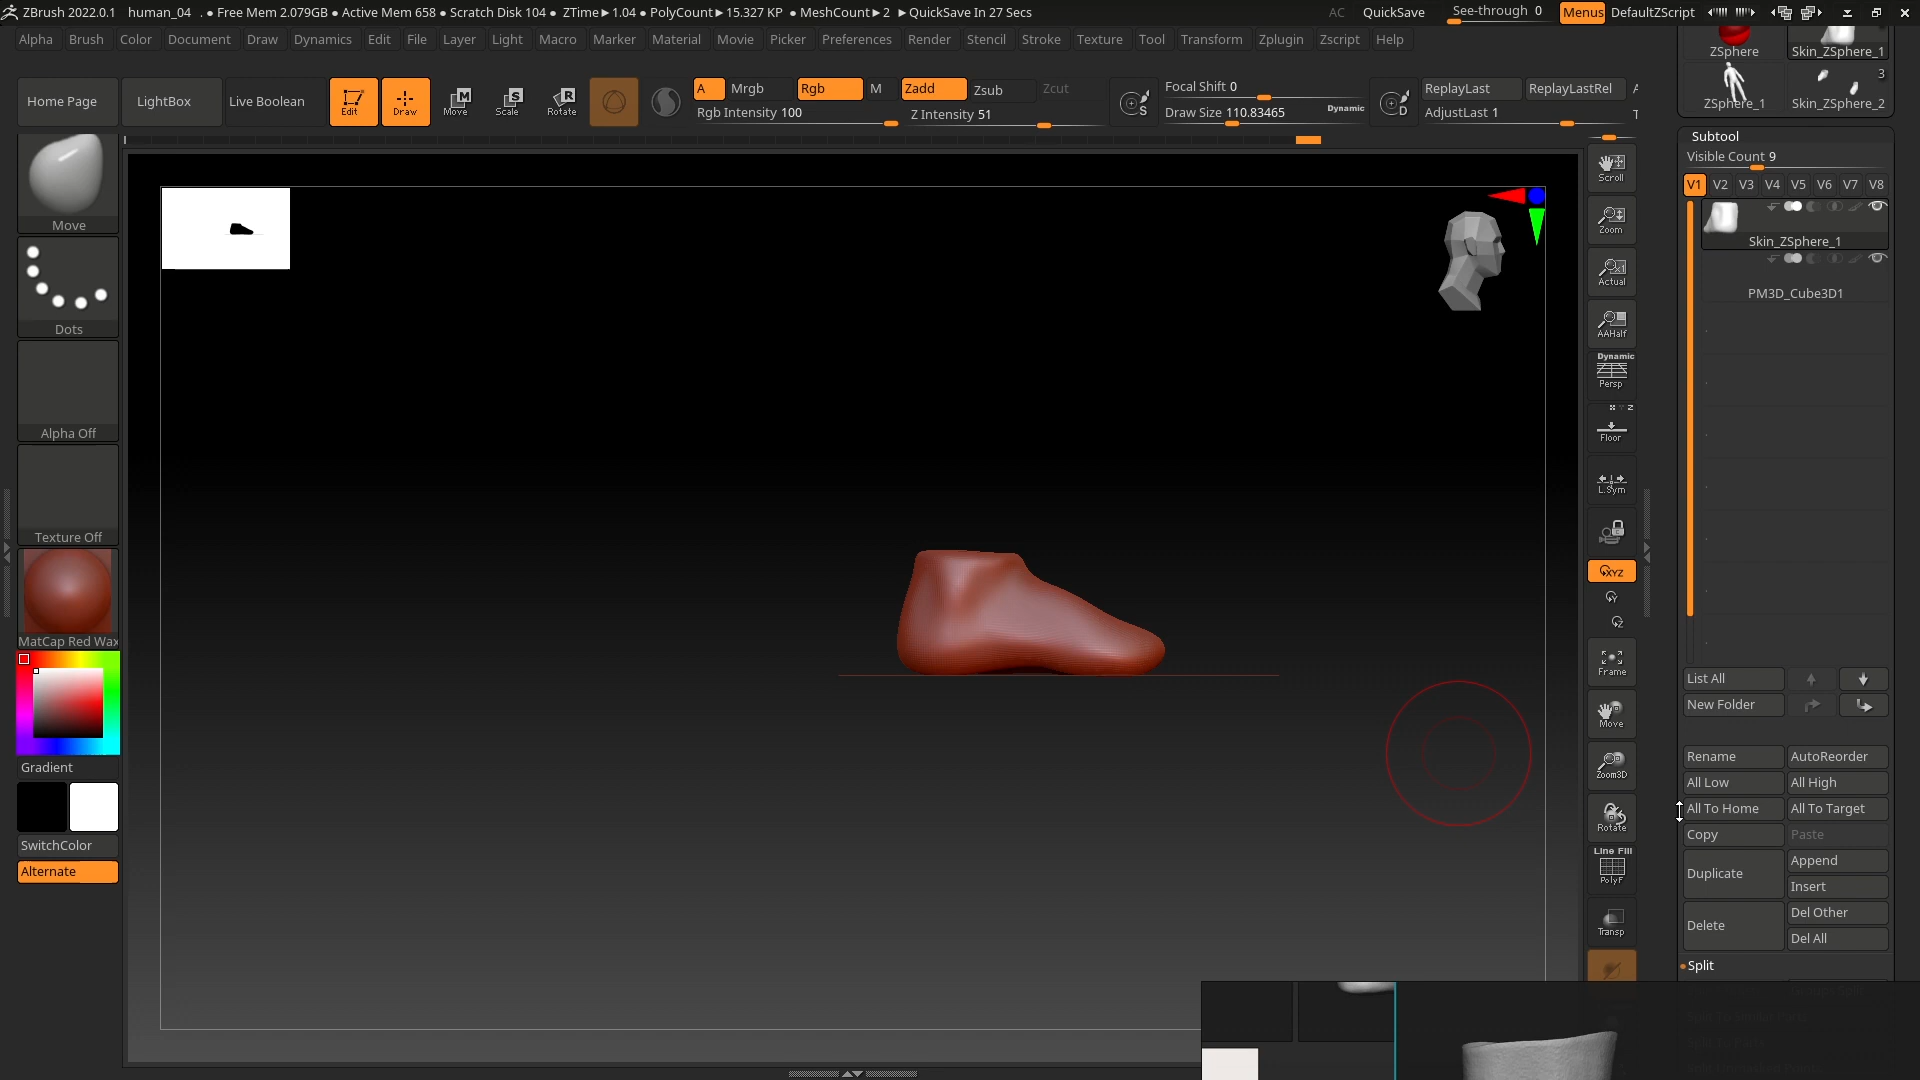 ZBrush 2022.0.1 human_04 . • Free Mem 2.079GB • Active Mem 658 • Scratch Disk 104 • ZTime►1.04 • PolyCount►15.327 KP • MeshCount►2 ►QuickSave In 27 Secs
AC QuickSave See-through 0 Menus DefaultZScript
Alpha Brush Color Document Draw Dynamics Edit File Layer Light Macro Marker Material Movie Picker Preferences Render Stencil Stroke Texture Tool Transform Zplugin Zscript Help
Home Page LightBox Live Boolean
Edit Draw Move Scale Rotate
A Mrgb Rgb M Zadd Zsub Zcut
Rgb Intensity 100 Z Intensity 51
S
Focal Shift 0
Draw Size 110.83465 Dynamic
D
ReplayLast ReplayLastRel A
AdjustLast 1 T
Move
Dots
Alpha Off
Texture Off
MatCap Red Wax
Gradient
SwitchColor
Alternate
Scroll
Zoom
Actual
AAHalf
Dynamic
Persp
Floor
L.Sym
XYZ
Y
Z
Frame
Move
Zoom3D
Rotate
Line Fill
PolyF
Transp
ZSphere Skin_ZSphere_1
3
ZSphere_1 Skin_ZSphere_2
Subtool
Visible Count 9
V1 V2 V3 V4 V5 V6 V7 V8
Skin_ZSphere_1
PM3D_Cube3D1
List All
New Folder
Rename AutoReorder
All Low All High
All To Home All To Target
Copy Paste
Duplicate Append
Insert
Delete Del Other
Del All
Split